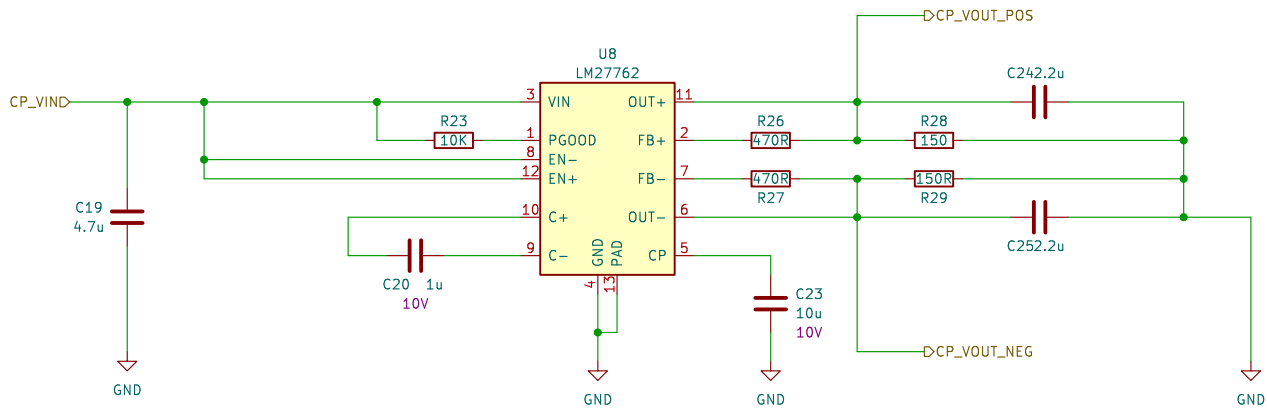 CP_VOUT_POS
U8
LM27762
C242.2u
CP_VIN
3
VIN
OUT+
11
R23
10K
1
PGOOD
FB+
2
R26
470R
R28
150
8
EN-
12
EN+
FB-
7
470R
R27
150R
R29
C19
4.7u
10
C+
OUT-
6
C252.2u
9
C-
GND
PAD
CP
5
C20
1u
10V
4
13
C23
10u
10V
CP_VOUT_NEG
GND
GND
GND
GND